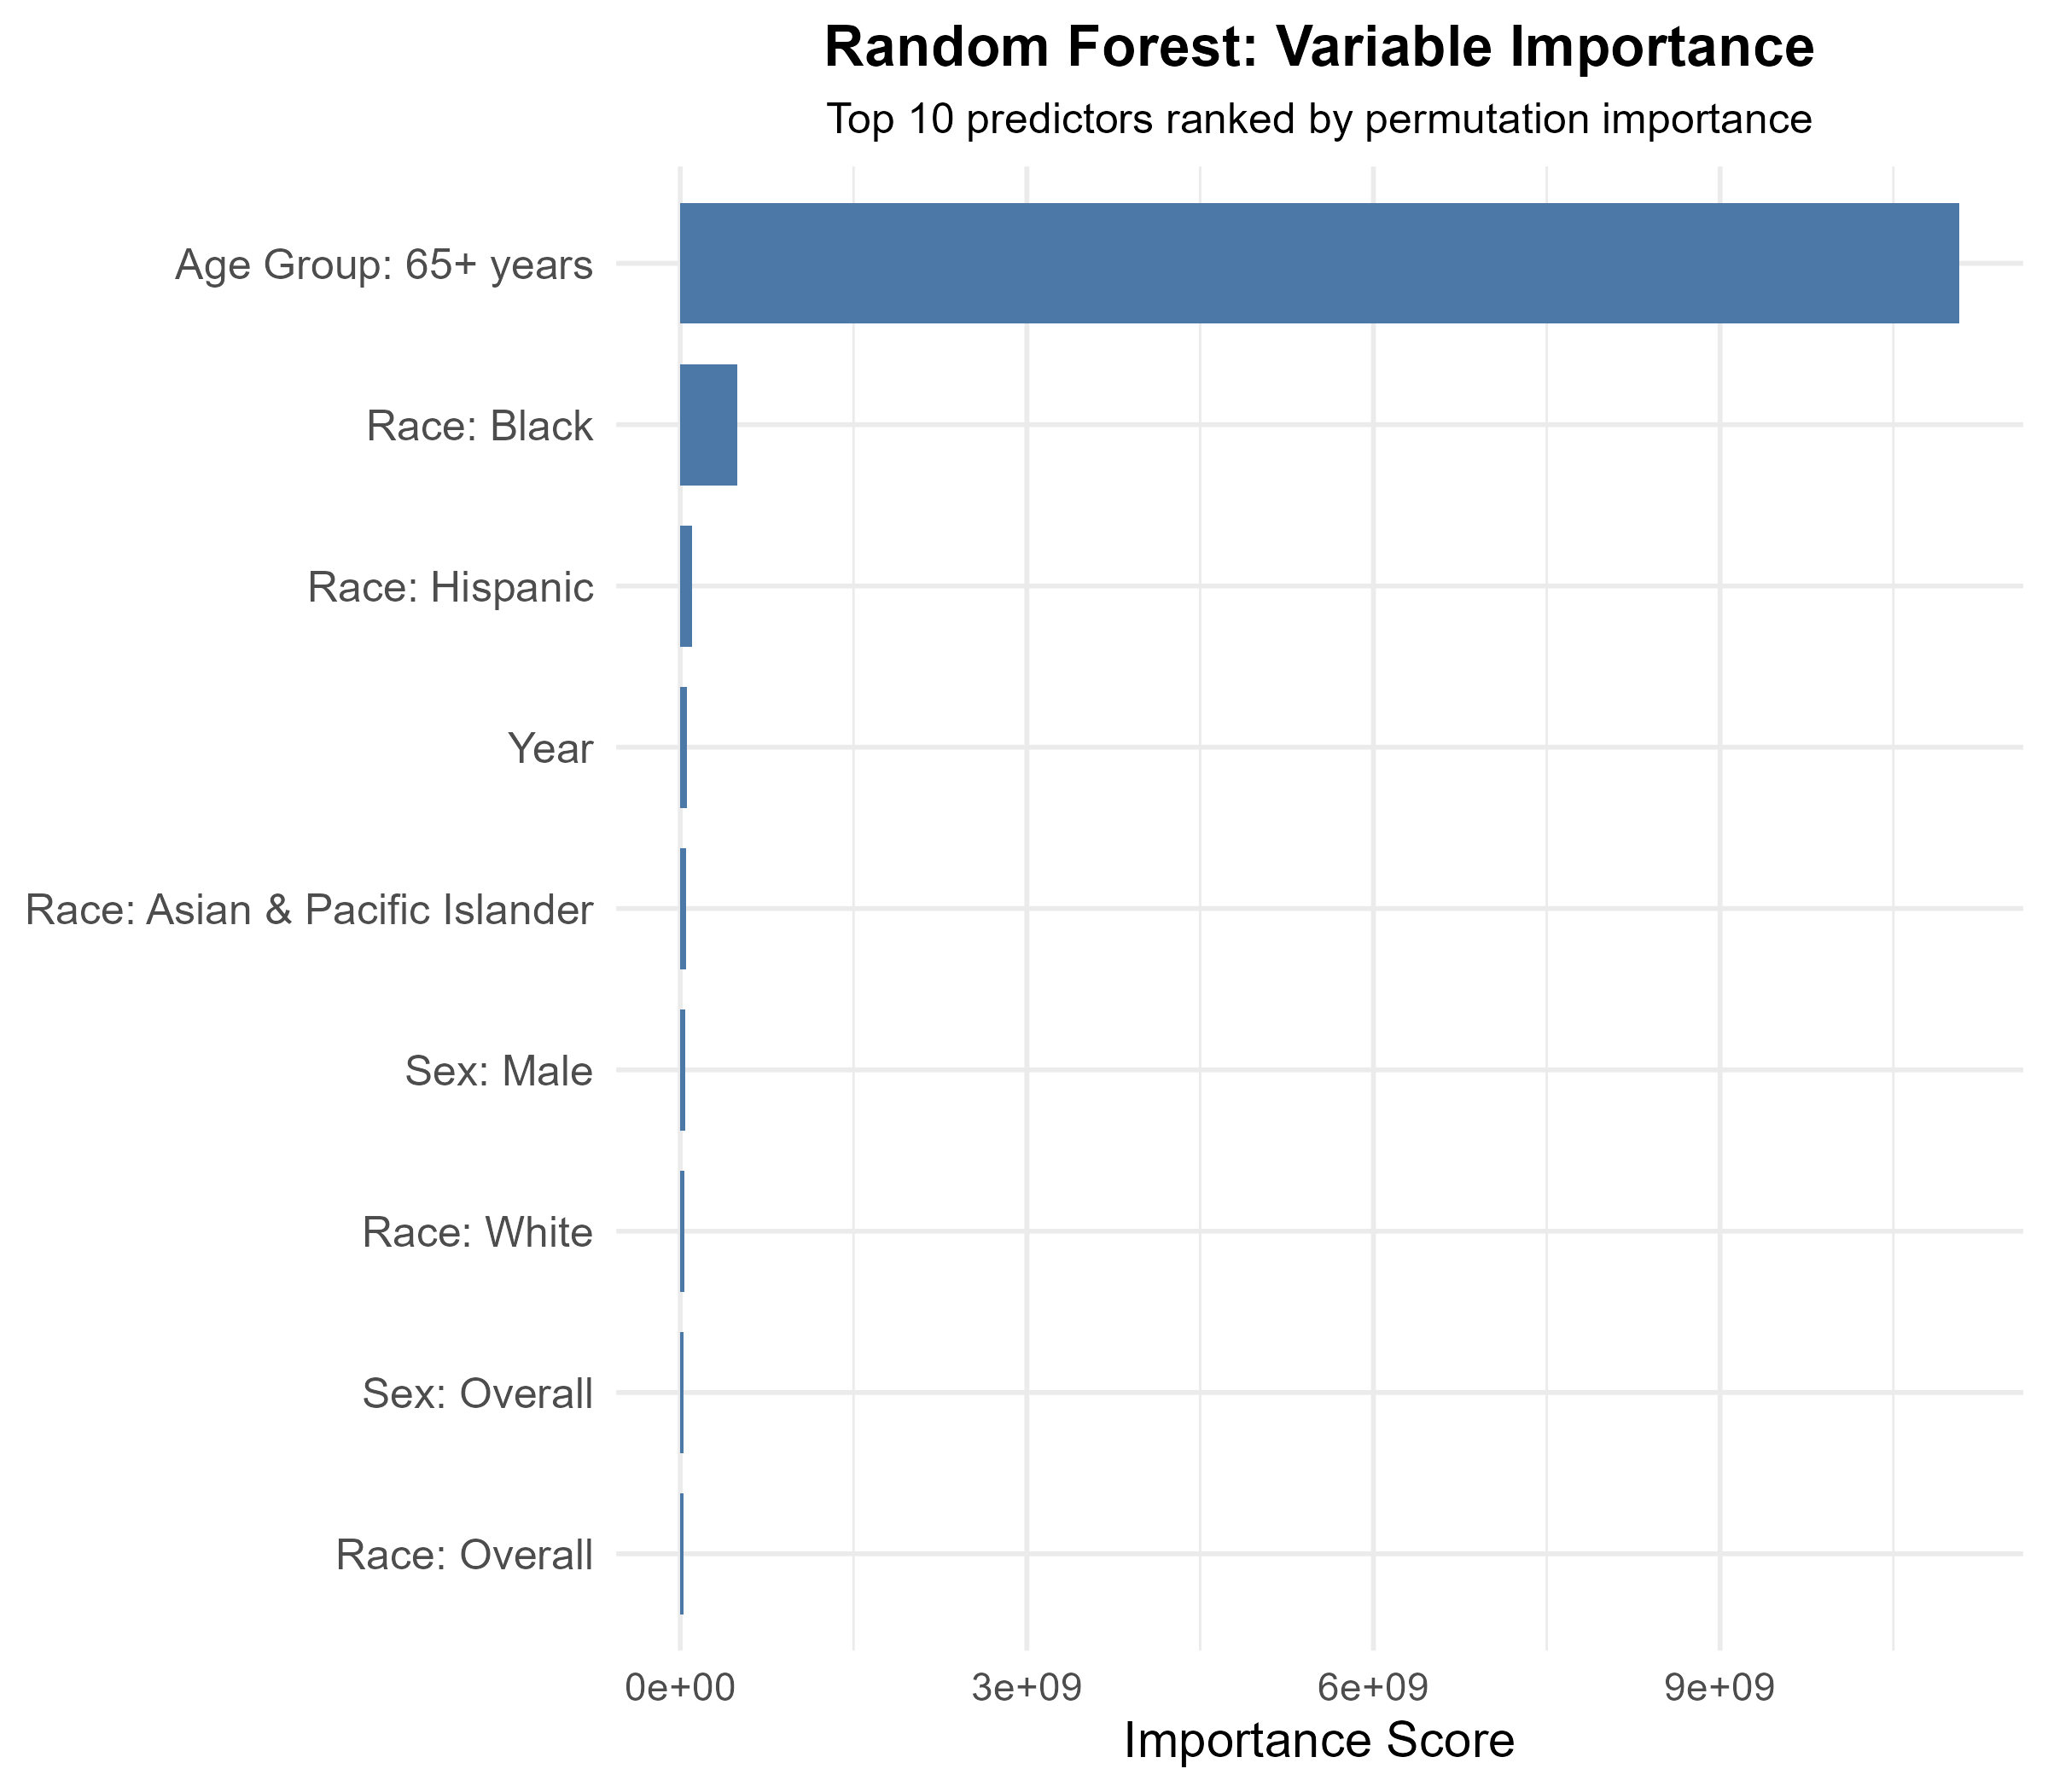 Random Forest: Variable Importance
Top 10 predictors ranked by permutation importance
Age Group: 65+ years
Race: Black
Race: Hispanic
Year
Race: Asian & Pacific Islander
Sex: Male
Race: White
Sex: Overall
Race: Overall
0e+00 3e+09 6e+09 9e+09
Importance Score